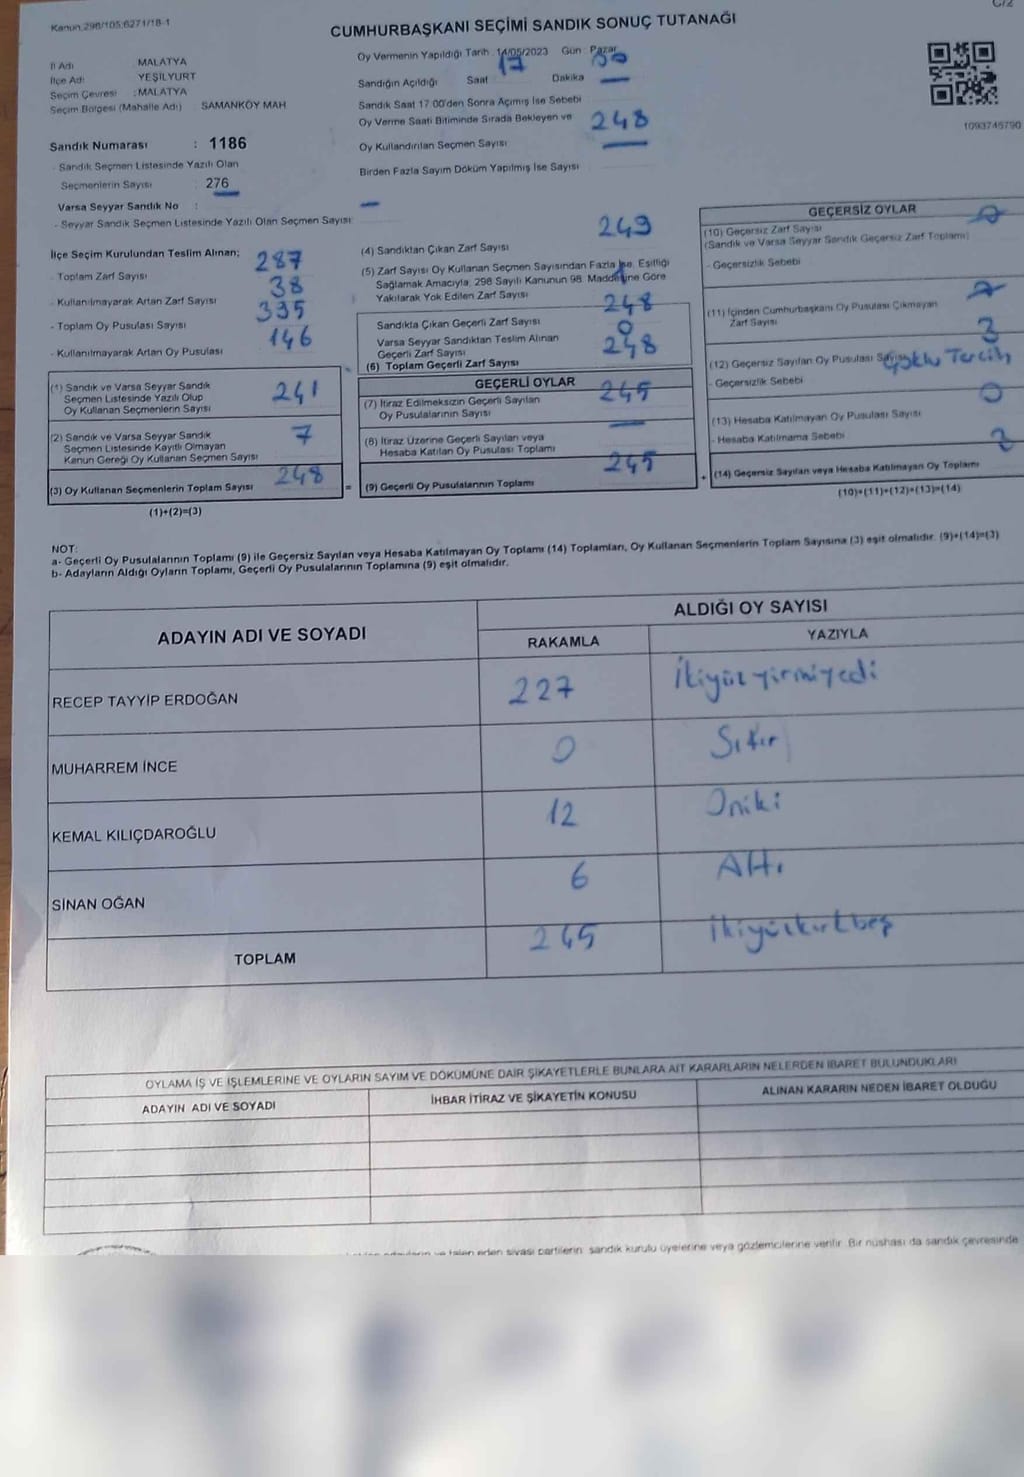 Kanun 298/105 6271/18-1
C/2
CUMHURBAŞKANI SEÇİMİ SANDIK SONUÇ TUTANAĞI
İl Adı : MALATYA
İlçe Adı : YEŞİLYURT
Seçim Çevresi : MALATYA
Seçim Bölgesi (Mahalle Adı) : SAMANKÖY MAH
Sandık Numarası : 1186
- Sandık Seçmen Listesinde Yazılı Olan
Seçmenlerin Sayısı : 276
Varsa Seyyar Sandık No :
- Seyyar Sandık Seçmen Listesinde Yazılı Olan Seçmen Sayısı: —
Oy Vermenin Yapıldığı Tarih : 14/05/2023 Gün : Pazar
Sandığın Açıldığı Saat 17 Dakika
Sandık Saat 17:00'den Sonra Açımış İse Sebebi —
Oy Verme Saati Bitiminde Sırada Bekleyen ve
Oy Kullandırılan Seçmen Sayısı 248
Birden Fazla Sayım Döküm Yapılmış İse Sayısı —
1093745790
İlçe Seçim Kurulundan Teslim Alınan;
- Toplam Zarf Sayısı 287
- Kullanılmayarak Artan Zarf Sayısı 38
- Toplam Oy Pusulası Sayısı 395
- Kullanılmayarak Artan Oy Pusulası 146
(1) Sandık ve Varsa Seyyar Sandık
Seçmen Listesinde Yazılı Olup
Oy Kullanan Seçmenlerin Sayısı 241
(2) Sandık ve Varsa Seyyar Sandık
Seçmen Listesinde Kayıtlı Olmayan
Kanun Gereği Oy Kullanan Seçmen Sayısı 7
(3) Oy Kullanan Seçmenlerin Toplam Sayısı 248
(1)+(2)=(3)
(4) Sandıktan Çıkan Zarf Sayısı 249
(5) Zarf Sayısı Oy Kullanan Seçmen Sayısından Fazla İse, Eşitliği
Sağlamak Amacıyla, 298 Sayılı Kanunun 98. Maddesine Göre
Yakılarak Yok Edilen Zarf Sayısı
Sandıkta Çıkan Geçerli Zarf Sayısı 248
Varsa Seyyar Sandıktan Teslim Alınan
Geçerli Zarf Sayısı 0
(6) Toplam Geçerli Zarf Sayısı 248
GEÇERLİ OYLAR
(7) İtiraz Edilmeksizin Geçerli Sayılan
Oy Pusulalarının Sayısı 245
(8) İtiraz Üzerine Geçerli Sayılan veya
Hesaba Katılan Oy Pusulası Toplamı —
= (9) Geçerli Oy Pusulalarının Toplamı 245
GEÇERSİZ OYLAR
(10) Geçersiz Zarf Sayısı
(Sandık ve Varsa Seyyar Sandık Geçersiz Zarf Toplamı)
- Geçersizlik Sebebi
(11) İçinden Cumhurbaşkanı Oy Pusulası Çıkmayan
Zarf Sayısı
(12) Geçersiz Sayılan Oy Pusulası Sayısı 3
- Geçersizlik Sebebi Çoklu Tercih
(13) Hesaba Katılmayan Oy Pusulası Sayısı 0
- Hesaba Katılmama Sebebi
+ (14) Geçersiz Sayılan veya Hesaba Katılmayan Oy Toplamı 3
(10)+(11)+(12)+(13)=(14)
NOT:
a- Geçerli Oy Pusulalarının Toplamı (9) ile Geçersiz Sayılan veya Hesaba Katılmayan Oy Toplamı (14) Toplamları, Oy Kullanan Seçmenlerin Toplam Sayısına (3) eşit olmalıdır. (9)+(14)=(3)
b- Adayların Aldığı Oyların Toplamı, Geçerli Oy Pusulalarının Toplamına (9) eşit olmalıdır.
ADAYIN ADI VE SOYADI ALDIĞI OY SAYISI
RAKAMLA YAZIYLA
RECEP TAYYİP ERDOĞAN 227 İkiyüzyirmiyedi
MUHARREM İNCE 0 Sıfır
KEMAL KILIÇDAROĞLU 12 Oniki
SİNAN OĞAN 6 Altı
TOPLAM 245 İkiyüzkırkbeş
OYLAMA İŞ VE İŞLEMLERİNE VE OYLARIN SAYIM VE DÖKÜMÜNE DAİR ŞİKAYETLERLE BUNLARA AİT KARARLARIN NELERDEN İBARET BULUNDUKLARI
ADAYIN ADI VE SOYADI İHBAR İTİRAZ VE ŞİKAYETİN KONUSU ALINAN KARARIN NEDEN İBARET OLDUĞU
ve talep eden siyasi partilerin, sandık kurulu üyelerine veya gözlemcilerine verilir. Bir nüshası da sandık çevresinde